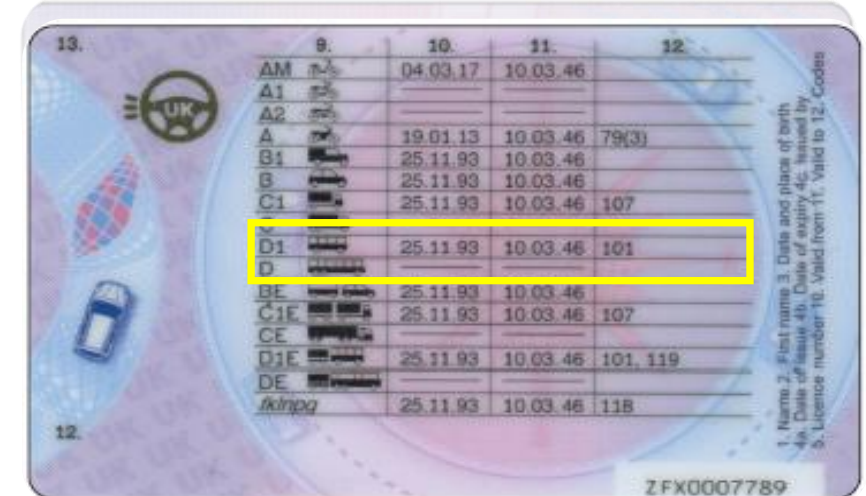 13. 9. 10. 11. 12.
UK
AM 04.03.17 10.03.46
A1
A2
A 19.01.13 10.03.46 79(3)
B1 25.11.93 10.03.46
B 25.11.93 10.03.46
C1 25.11.93 10.03.46 107
C
D1 25.11.93 10.03.46 101
D
BE 25.11.93 10.03.46
C1E 25.11.93 10.03.46 107
CE
D1E 25.11.93 10.03.46 101, 119
DE
fklnpq 25.11.93 10.03.46 118
12.
1. Name 2. First name 3. Date and place of birth
4a. Date of issue 4b. Date of expiry 4c. Issued by
5. Licence number 10. Valid from 11. Valid to 12. Codes
ZFX0007789